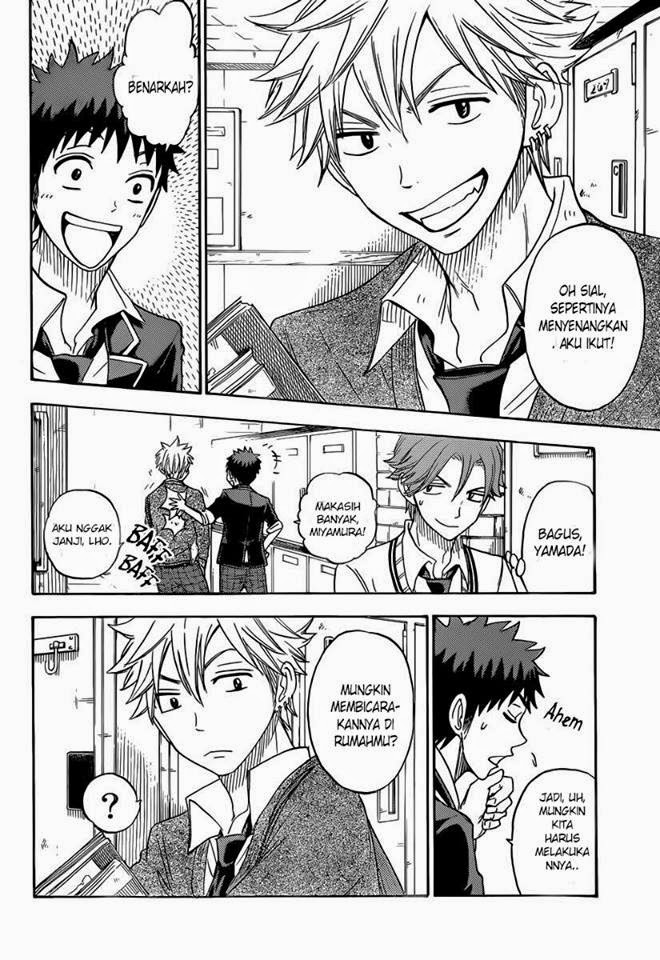 267
OH SIAL,
SEPERTINYA
MENYENANGKAN
. AKU IKUT!
BENARKAH?
BAGUS,
YAMADA!
MAKASIH
BANYAK,
MIYAMURA!
BAFF
BAFF
AKU NGGAK
JANJI, LHO.
Ahem
JADI, UH,
MUNGKIN
KITA
HARUS
MELAKUKA
NNYA..
MUNGKIN
MEMBICARA-
KANNYA DI
RUMAHMU?
?